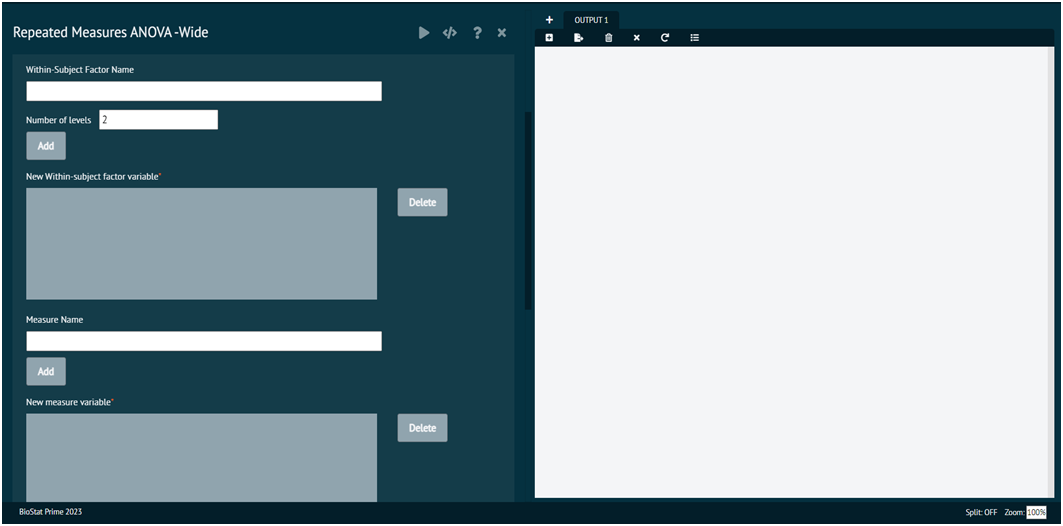 Repeated Measures ANOVA -Wide
Within-Subject Factor Name
Number of levels 2
Add
New Within-subject factor variable*
Delete
Measure Name
Add
New measure variable*
Delete
OUTPUT 1
BioStat Prime 2023
Split: OFF Zoom: 100%